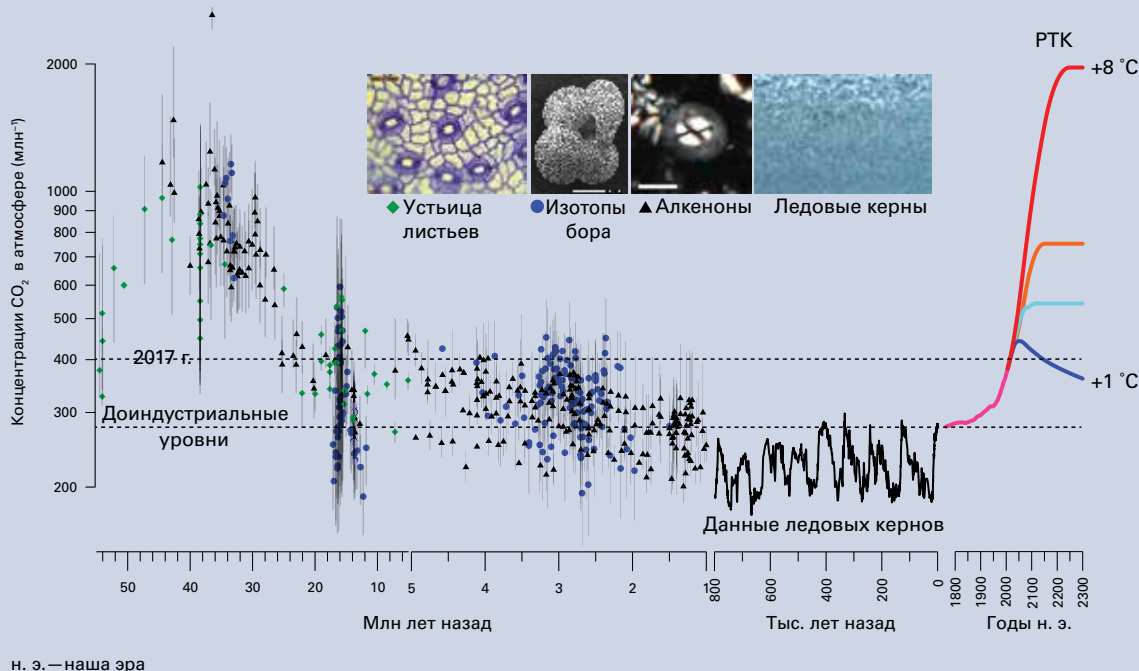 РТК
+8 ˚C
+1 ˚C
2000
1000
900
800
700
600
500
400
300
200
Концентрации CO₂ в атмосфере (млн⁻¹)
Устьица
листьев
Изотопы
бора
Алкеноны
Ледовые керны
2017 г.
Доиндустриальные
уровни
Данные ледовых кернов
50 40 30 20 10 5 4 3 2 1
800 600 400 200 0
1800 1900 2000 2100 2200 2300
Млн лет назад
Тыс. лет назад
Годы н. э.
н. э.—наша эра